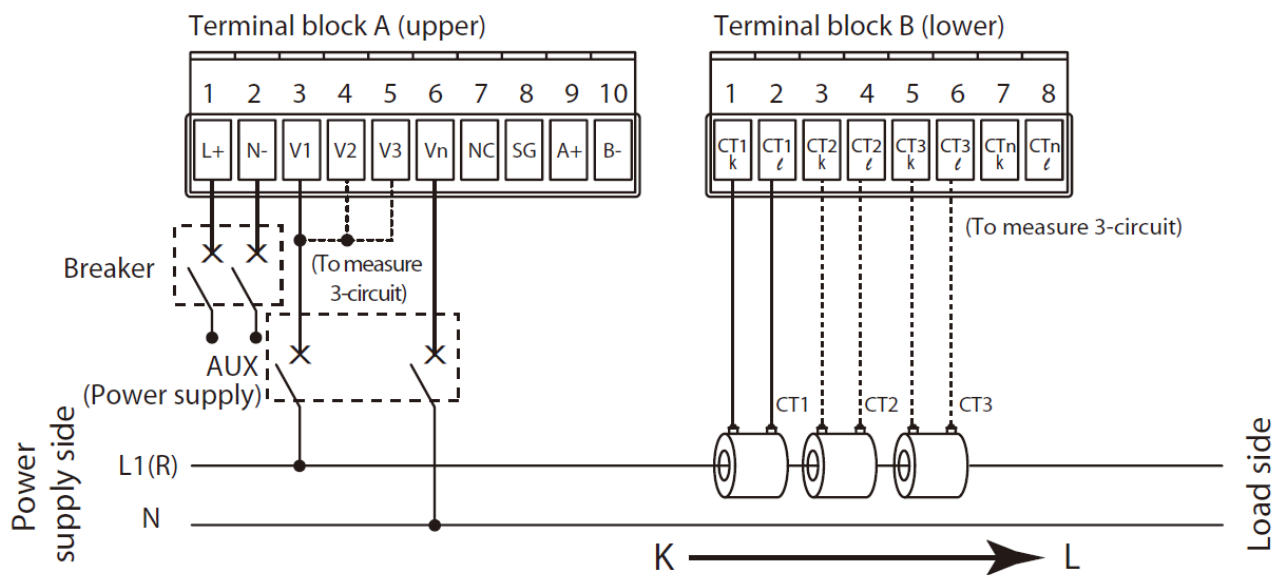 Terminal block A (upper)
Terminal block B (lower)
1 2 3 4 5 6 7 8 9 10
L+ N- V1 V2 V3 Vn NC SG A+ B-
1 2 3 4 5 6 7 8
CT1 CT1 CT2 CT2 CT3 CT3 CTn CTn
k ℓ k ℓ k ℓ k ℓ
Breaker
(To measure
3-circuit)
(To measure 3-circuit)
AUX
(Power supply)
CT1
CT2
CT3
Power
supply side
L1(R)
N
Load side
K
L